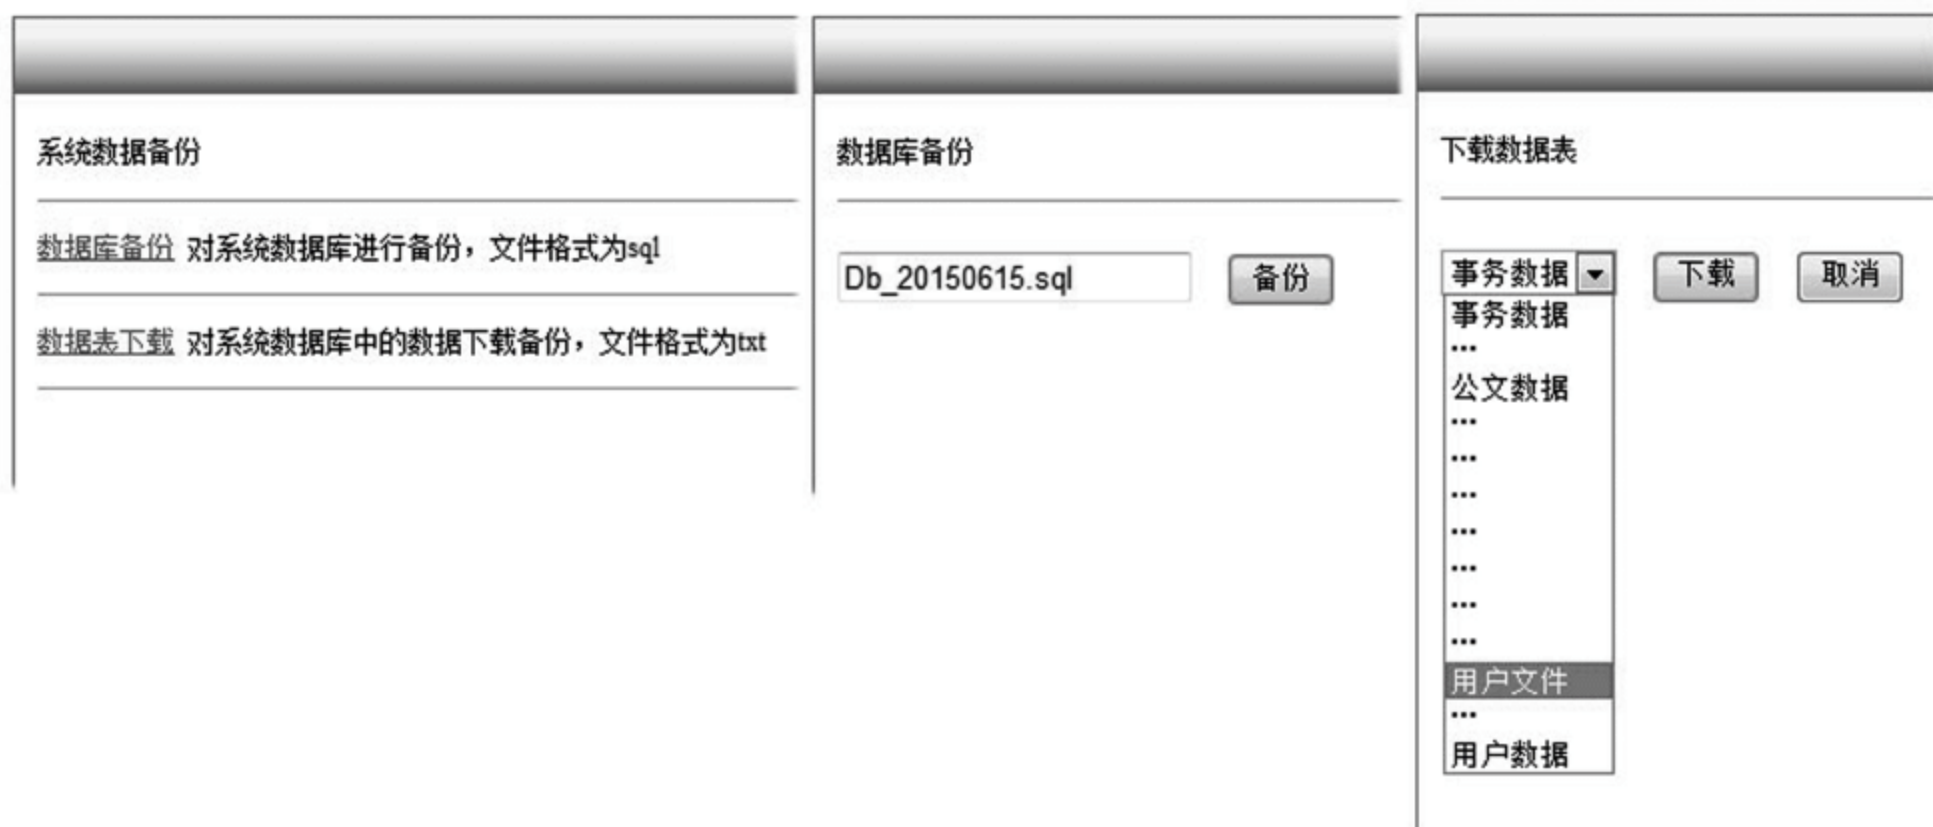 系统数据备份
数据库备份 对系统数据库进行备份，文件格式为sql
数据表下载 对系统数据库中的数据下载备份，文件格式为txt
数据库备份
Db_20150615.sql 备份
下载数据表
事务数据 下载 取消
事务数据
...
公文数据
...
...
...
...
...
...
...
用户文件
...
用户数据